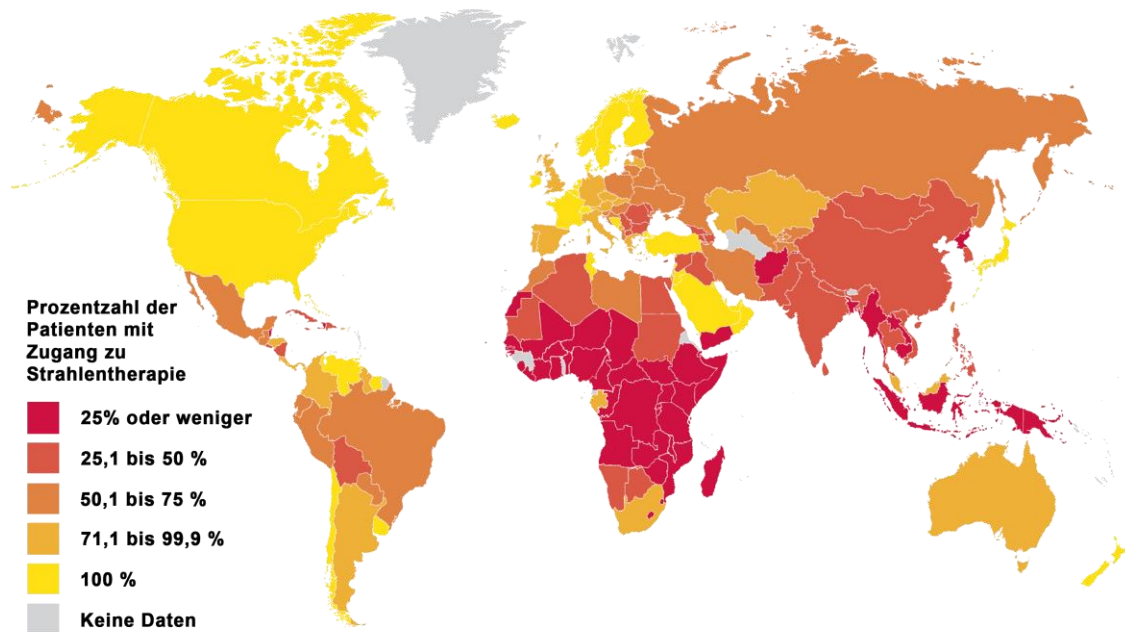 Prozentzahl der
Patienten mit
Zugang zu
Strahlentherapie
25% oder weniger
25,1 bis 50 %
50,1 bis 75 %
71,1 bis 99,9 %
100 %
Keine Daten